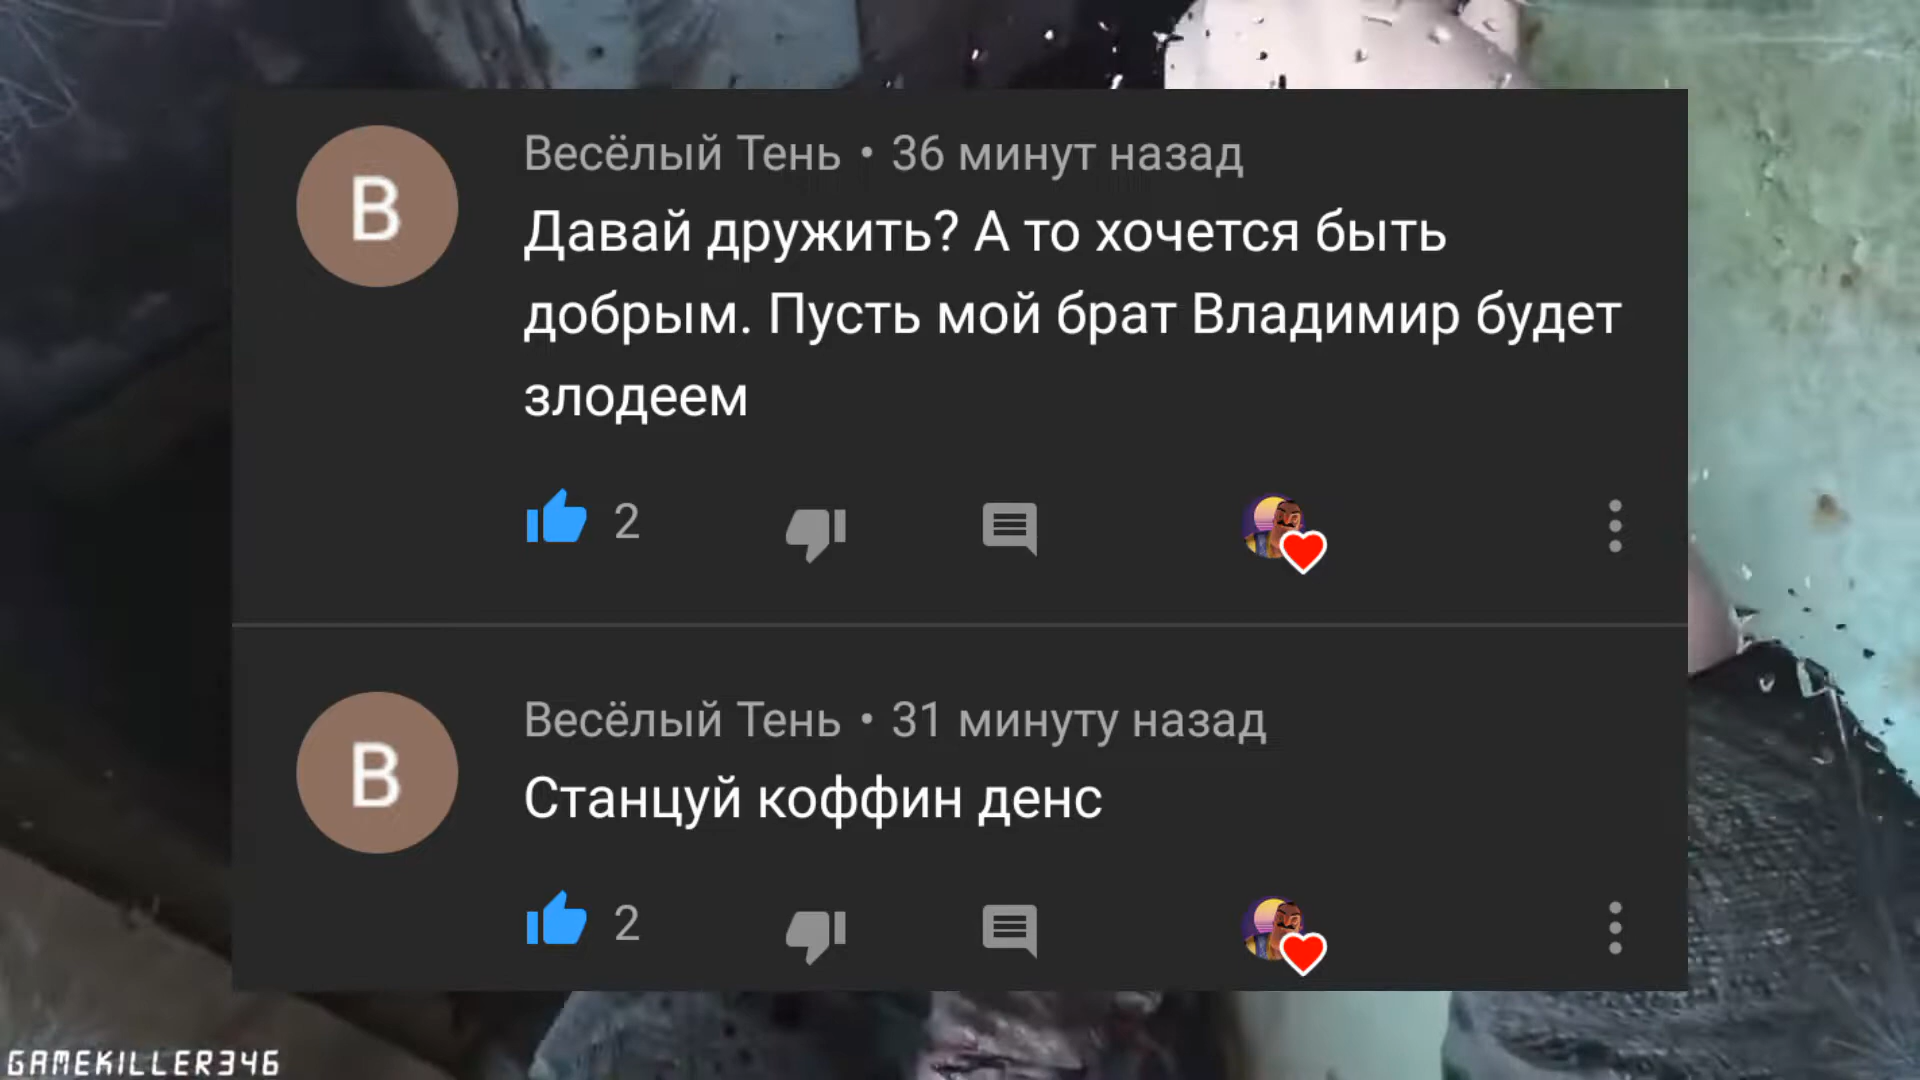 В
Весёлый Тень • 36 минут назад
Давай дружить? А то хочется быть
добрым. Пусть мой брат Владимир будет
злодеем
2
В
Весёлый Тень • 31 минуту назад
Станцуй коффин денс
2
GAMEKILLER346